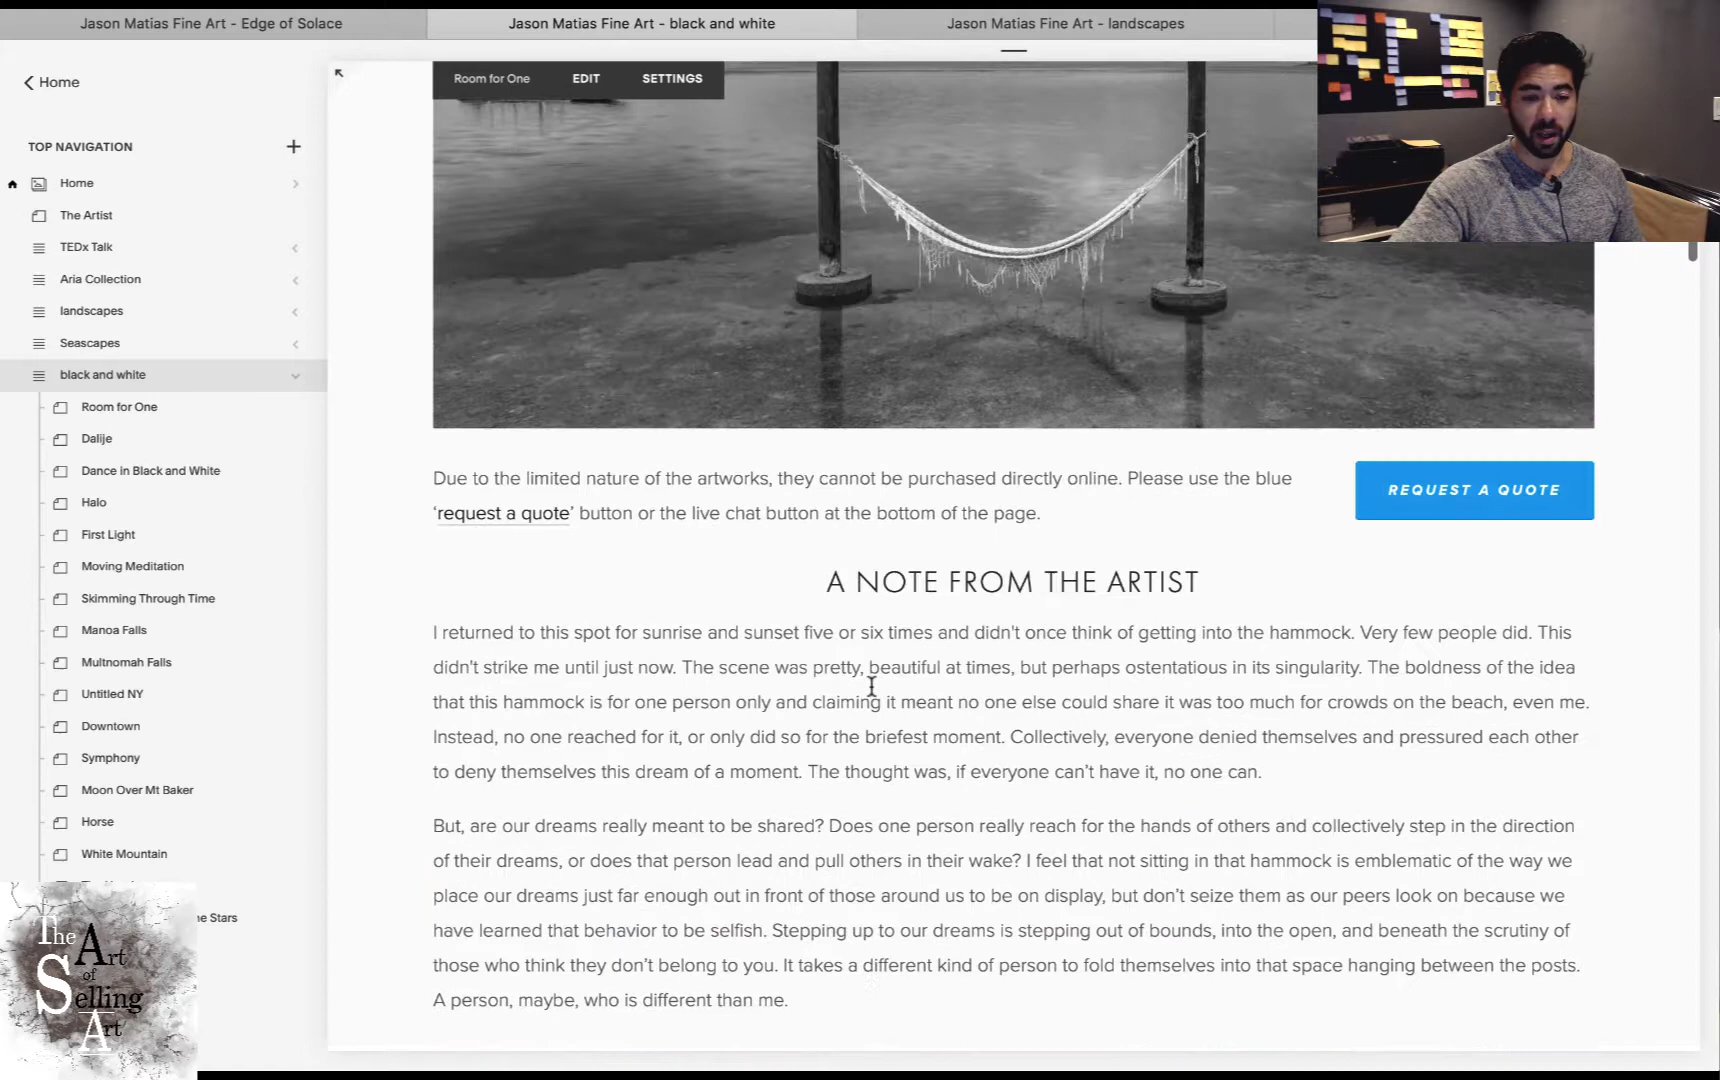 Jason Matias Fine Art - Edge of Solace
Jason Matias Fine Art - black and white
Jason Matias Fine Art - landscapes
Home
TOP NAVIGATION
Home
The Artist
TEDx Talk
Aria Collection
landscapes
Seascapes
black and white
Room for One
Dalije
Dance in Black and White
Halo
First Light
Moving Meditation
Skimming Through Time
Manoa Falls
Multnomah Falls
Untitled NY
Downtown
Symphony
Moon Over Mt Baker
Horse
White Mountain
Stars
The
Art
of
Selling
Art
Room for One EDIT SETTINGS
Due to the limited nature of the artworks, they cannot be purchased directly online. Please use the blue
‘request a quote’ button or the live chat button at the bottom of the page.
REQUEST A QUOTE
A NOTE FROM THE ARTIST
I returned to this spot for sunrise and sunset five or six times and didn't once think of getting into the hammock. Very few people did. This
didn't strike me until just now. The scene was pretty, beautiful at times, but perhaps ostentatious in its singularity. The boldness of the idea
that this hammock is for one person only and claiming it meant no one else could share it was too much for crowds on the beach, even me.
Instead, no one reached for it, or only did so for the briefest moment. Collectively, everyone denied themselves and pressured each other
to deny themselves this dream of a moment. The thought was, if everyone can’t have it, no one can.
But, are our dreams really meant to be shared? Does one person really reach for the hands of others and collectively step in the direction
of their dreams, or does that person lead and pull others in their wake? I feel that not sitting in that hammock is emblematic of the way we
place our dreams just far enough out in front of those around us to be on display, but don’t seize them as our peers look on because we
have learned that behavior to be selfish. Stepping up to our dreams is stepping out of bounds, into the open, and beneath the scrutiny of
those who think they don’t belong to you. It takes a different kind of person to fold themselves into that space hanging between the posts.
A person, maybe, who is different than me.